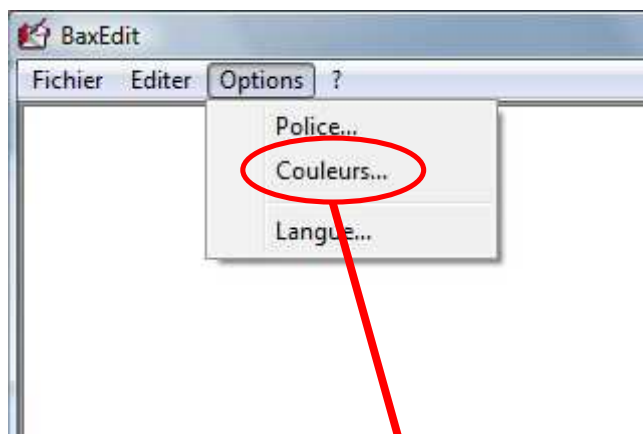 BaxEdit
Fichier Editer Options ?
Police...
Couleurs...
Langue...